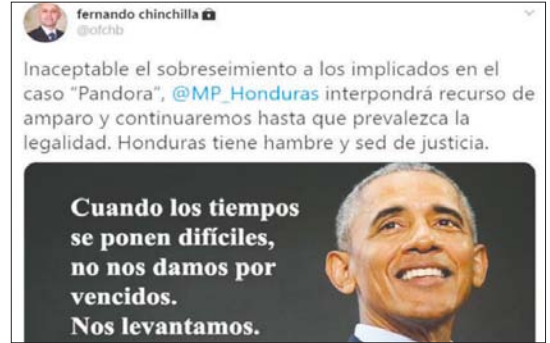 fernando chinchilla
@ofchb
Inaceptable el sobreseimiento a los implicados en el
caso "Pandora", @MP_Honduras interpondrá recurso de
amparo y continuaremos hasta que prevalezca la
legalidad. Honduras tiene hambre y sed de justicia.
Cuando los tiempos
se ponen difíciles,
no nos damos por
vencidos.
Nos levantamos.